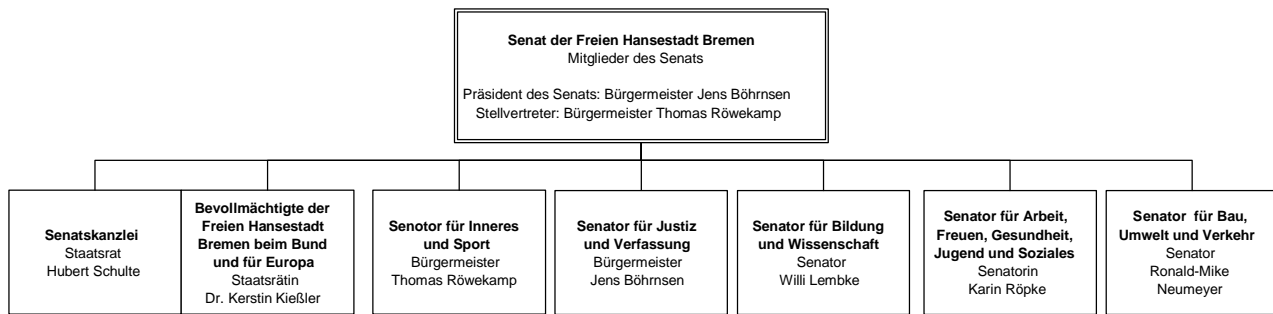 Senat der Freien Hansestadt Bremen
Mitglieder des Senats
Präsident des Senats: Bürgermeister Jens Böhrnsen
Stellvertreter: Bürgermeister Thomas Röwekamp
Senatskanzlei
Staatsrat
Hubert Schulte
Bevollmächtigte der
Freien Hansestadt
Bremen beim Bund
und für Europa
Staatsrätin
Dr. Kerstin Kießler
Senotor für Inneres
und Sport
Bürgermeister
Thomas Röwekamp
Senator für Justiz
und Verfassung
Bürgermeister
Jens Böhrnsen
Senator für Bildung
und Wissenschaft
Senator
Willi Lembke
Senator für Arbeit,
Freuen, Gesundheit,
Jugend und Soziales
Senatorin
Karin Röpke
Senator für Bau,
Umwelt und Verkehr
Senator
Ronald-Mike
Neumeyer